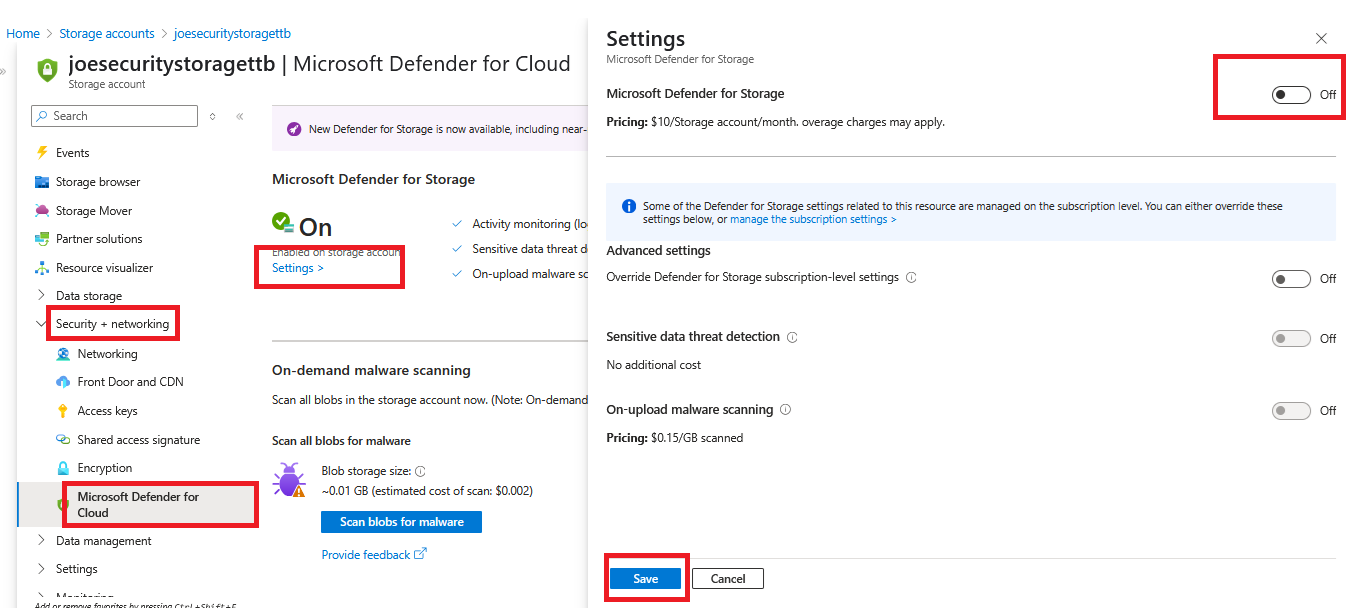 Home > Storage accounts > joesecuritystoragettb
joesecuritystoragettb | Microsoft Defender for Cloud
Storage account
Search
Events
Storage browser
Storage Mover
Partner solutions
Resource visualizer
Data storage
Security + networking
Networking
Front Door and CDN
Access keys
Shared access signature
Encryption
Microsoft Defender for
Cloud
Data management
Settings
Monitoring
Add or remove favorites by pressing Ctrl+Shift+F
New Defender for Storage is now available, including near-
Microsoft Defender for Storage
On
Enabled on storage accoun
Settings >
Activity monitoring (lo
Sensitive data threat d
On-upload malware sc
On-demand malware scanning
Scan all blobs in the storage account now. (Note: On-demand
Scan all blobs for malware
Blob storage size:
~0.01 GB (estimated cost of scan: $0.002)
Scan blobs for malware
Provide feedback
Settings
Microsoft Defender for Storage
Microsoft Defender for Storage
Off
Pricing: $10/Storage account/month. overage charges may apply.
Some of the Defender for Storage settings related to this resource are managed on the subscription level. You can either override these
settings below, or manage the subscription settings >
Advanced settings
Override Defender for Storage subscription-level settings
Off
Sensitive data threat detection
Off
No additional cost
On-upload malware scanning
Off
Pricing: $0.15/GB scanned
Save
Cancel